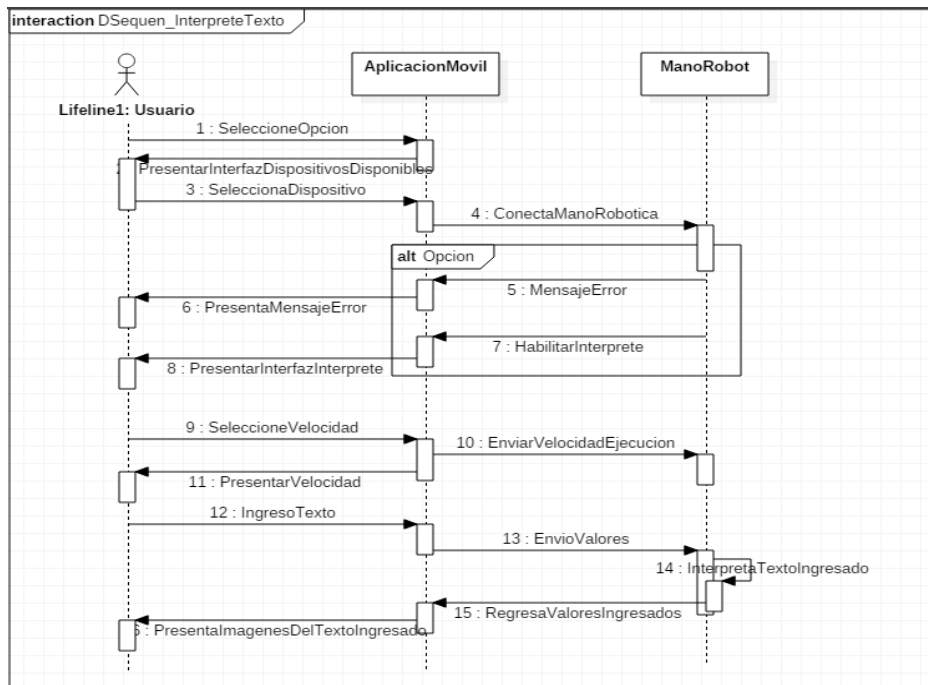 interaction DSequen_InterpreteTexto
AplicacionMovil
ManoRobot
Lifeline1: Usuario
1 : SeleccioneOpcion
2 : PresentarInterfazDispositivosDisponibles
3 : SeleccionaDispositivo
4 : ConectaManoRobotica
alt Opcion
5 : MensajeError
6 : PresentaMensajeError
7 : HabilitarInterprete
8 : PresentarInterfazInterprete
9 : SeleccioneVelocidad
10 : EnviarVelocidadEjecucion
11 : PresentarVelocidad
12 : IngresoTexto
13 : EnvioValores
14 : InterpretaTextoIngresado
15 : RegresaValoresIngresados
6 : PresentaImagenesDelTextoIngresado